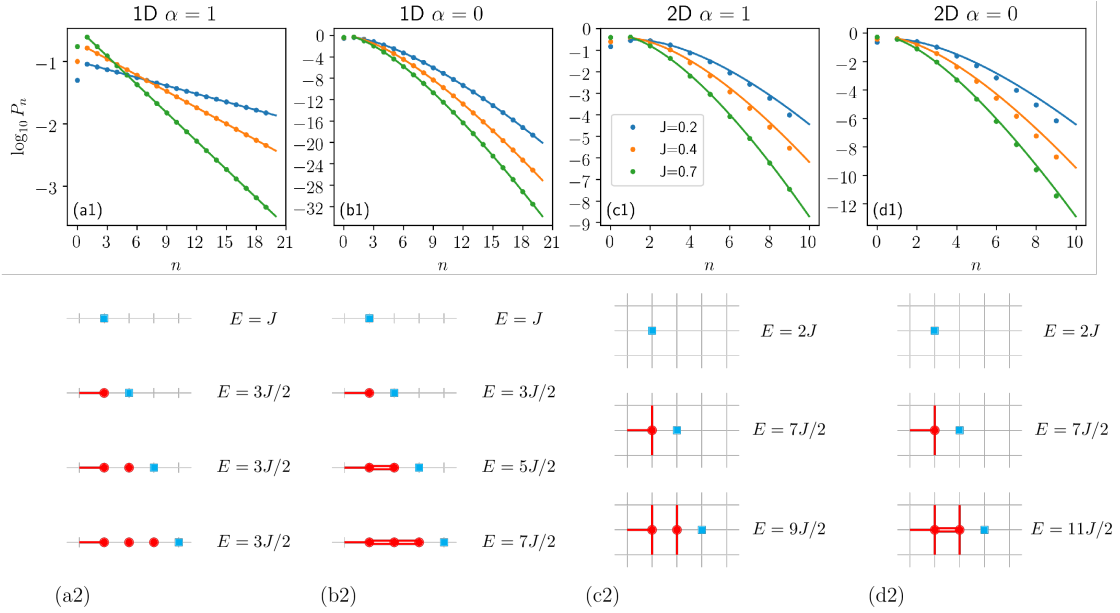 1D α = 1
1D α = 0
2D α = 1
2D α = 0
log₁₀ Pₙ
−1
−2
−3
0 3 6 9 12 15 18 21
n
(a1)
0
−4
−8
−12
−16
−20
−24
−28
−32
0 3 6 9 12 15 18 21
n
(b1)
0
−1
−2
−3
−4
−5
−6
−7
−8
−9
0 2 4 6 8 10
n
(c1)
J=0.2
J=0.4
J=0.7
0
−2
−4
−6
−8
−10
−12
0 2 4 6 8 10
n
(d1)
E = J
E = 3J/2
E = 3J/2
E = 3J/2
(a2)
E = J
E = 3J/2
E = 5J/2
E = 7J/2
(b2)
E = 2J
E = 7J/2
E = 9J/2
(c2)
E = 2J
E = 7J/2
E = 11J/2
(d2)